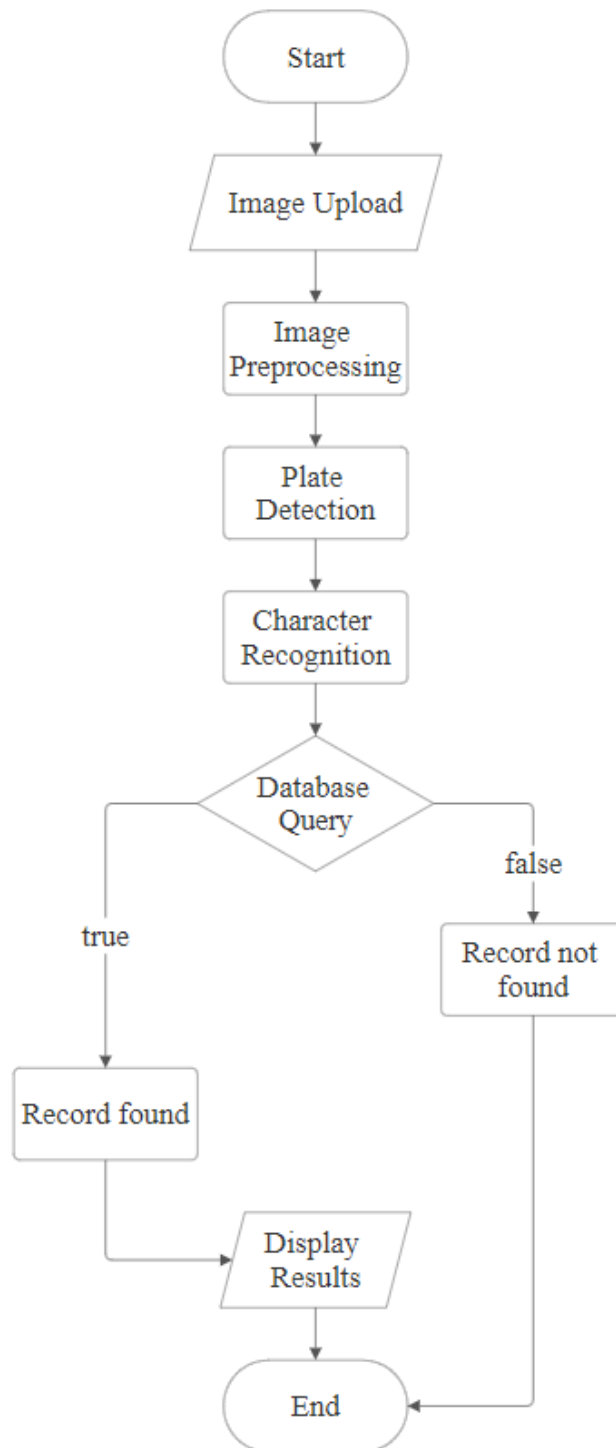 Start
Image Upload
Image
Preprocessing
Plate
Detection
Character
Recognition
Database
Query
false
true
Record not
found
Record found
Display
Results
End